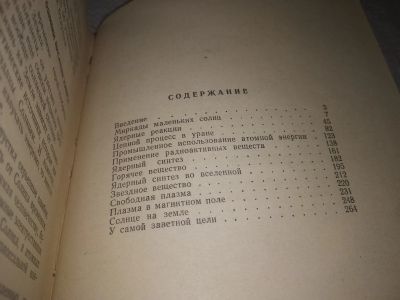 СОДЕРЖАНИЕ
Введение 3
Мириады маленьких солнц 7
Ядерные реакции 45
Цепной процесс в уране 82
Промышленное использование атомной энергии 123
Применение радиоактивных веществ 138
Ядерный синтез 161
Горячее вещество 182
Ядерный синтез во вселенной 195
Звездное вещество 212
Свободная плазма 220
Плазма в магнитном поле 231
Солнце на земле 248
У самой заветной цели 264